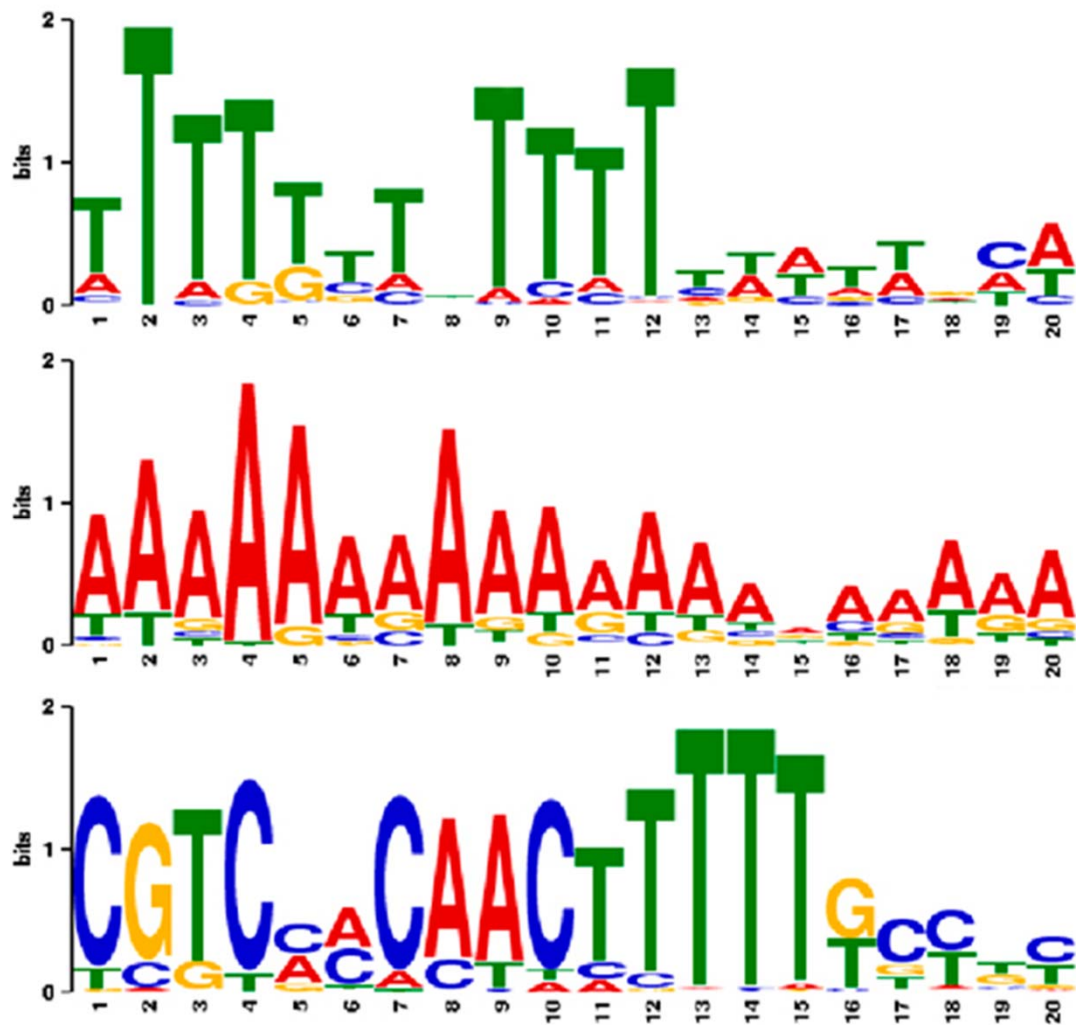 2
T T T T T T T T T T T T T A T T C A
A A G G C A A C A C A T A A A T
C C G C A C C C T C
bits
1
0
1 2 3 4 5 6 7 8 9 10 11 12 13 14 15 16 17 18 19 20
2
A A A A A A A A A A A A A A A A A A A A
T T G T G T G T G T G T T T C G T G G
bits
1
0
1 2 3 4 5 6 7 8 9 10 11 12 13 14 15 16 17 18 19 20
2
C G T C C A C A A C T T T T T G C C T C
T C G T A C A C T T C C T G T G T
bits
1
0
1 2 3 4 5 6 7 8 9 10 11 12 13 14 15 16 17 18 19 20